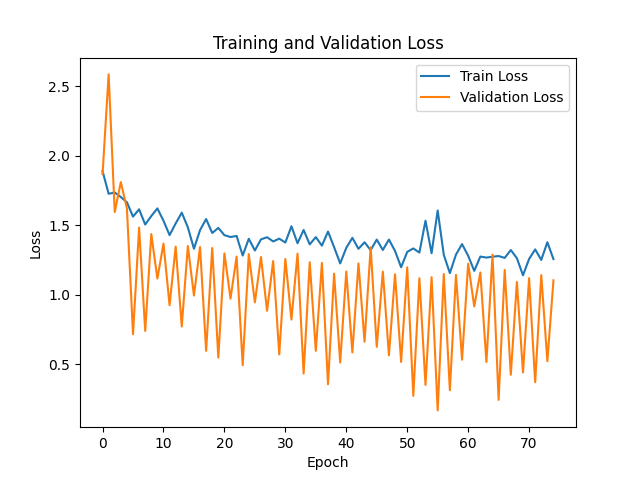 Training and Validation Loss
Train Loss
Validation Loss
2.5
2.0
1.5
1.0
0.5
Loss
0 10 20 30 40 50 60 70
Epoch